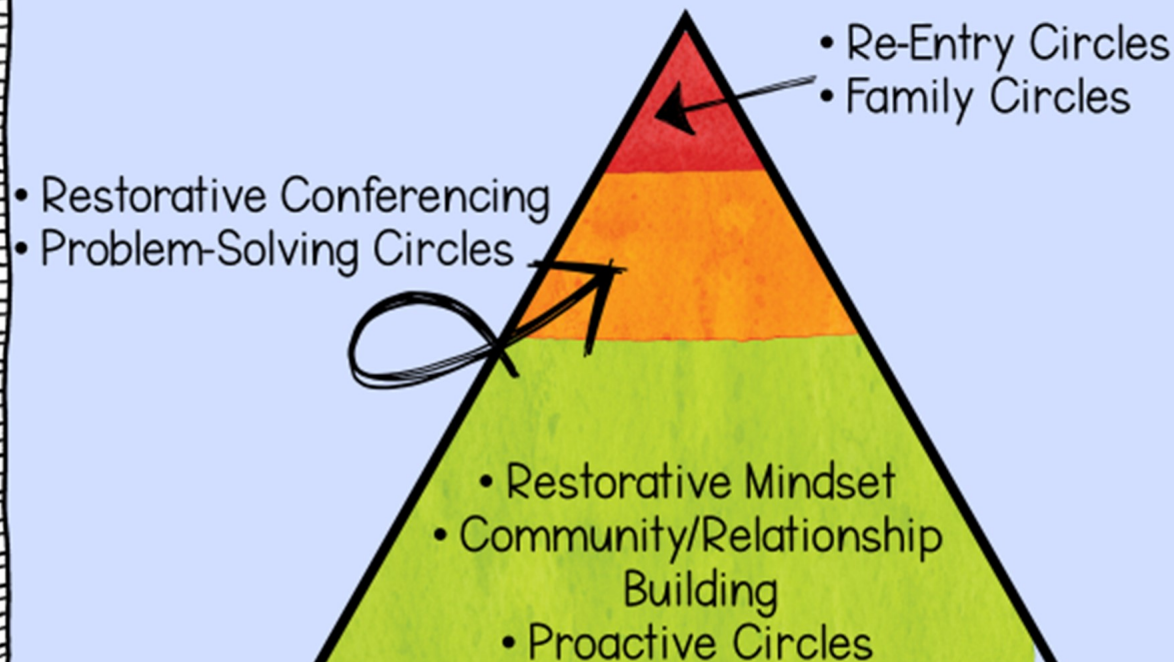 • Re-Entry Circles
• Family Circles
• Restorative Conferencing
• Problem-Solving Circles
• Restorative Mindset
• Community/Relationship
Building
• Proactive Circles